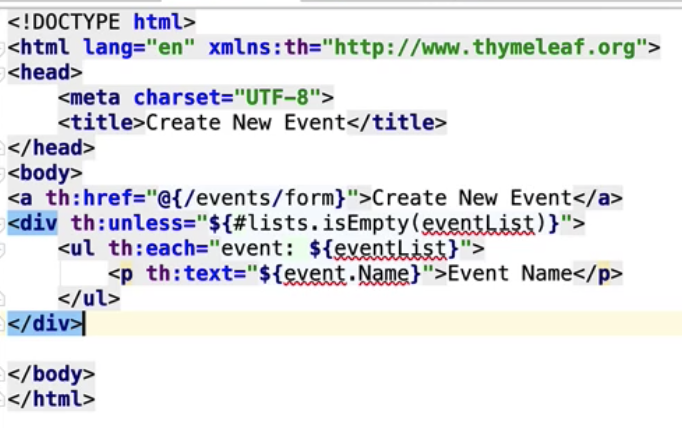 <!DOCTYPE html>
<html lang="en" xmlns:th="http://www.thymeleaf.org">
<head>
    <meta charset="UTF-8">
    <title>Create New Event</title>
</head>
<body>
<a th:href="@{/events/form}">Create New Event</a>
<div th:unless="${#lists.isEmpty(eventList)}">
    <ul th:each="event: ${eventList}">
        <p th:text="${event.Name}">Event Name</p>
    </ul>
</div>
</body>
</html>